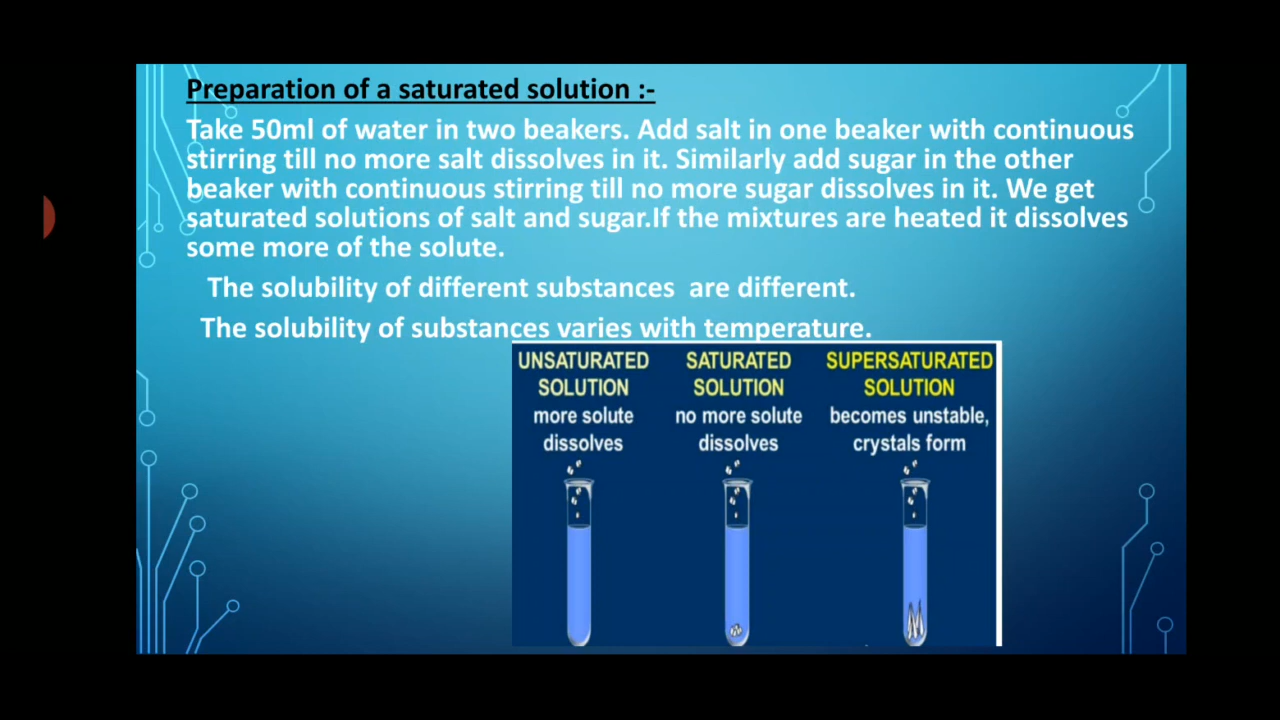 Preparation of a saturated solution :-
Take 50ml of water in two beakers. Add salt in one beaker with continuous
stirring till no more salt dissolves in it. Similarly add sugar in the other
beaker with continuous stirring till no more sugar dissolves in it. We get
saturated solutions of salt and sugar.If the mixtures are heated it dissolves
some more of the solute.
The solubility of different substances are different.
The solubility of substances varies with temperature.
UNSATURATED
SOLUTION
more solute
dissolves
SATURATED
SOLUTION
no more solute
dissolves
SUPERSATURATED
SOLUTION
becomes unstable,
crystals form